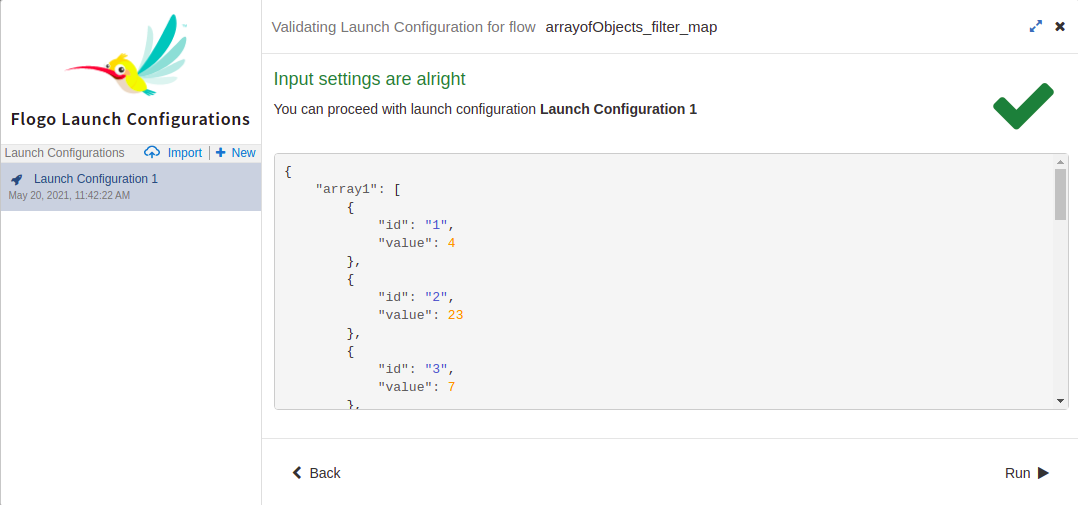 Flogo Launch Configurations
Launch Configurations Import New
Launch Configuration 1
May 20, 2021, 11:42:22 AM
Validating Launch Configuration for flow arrayofObjects_filter_map
Input settings are alright
You can proceed with launch configuration Launch Configuration 1
{
"array1": [
{
"id": "1",
"value": 4
},
{
"id": "2",
"value": 23
},
{
"id": "3",
"value": 7
},
Back
Run